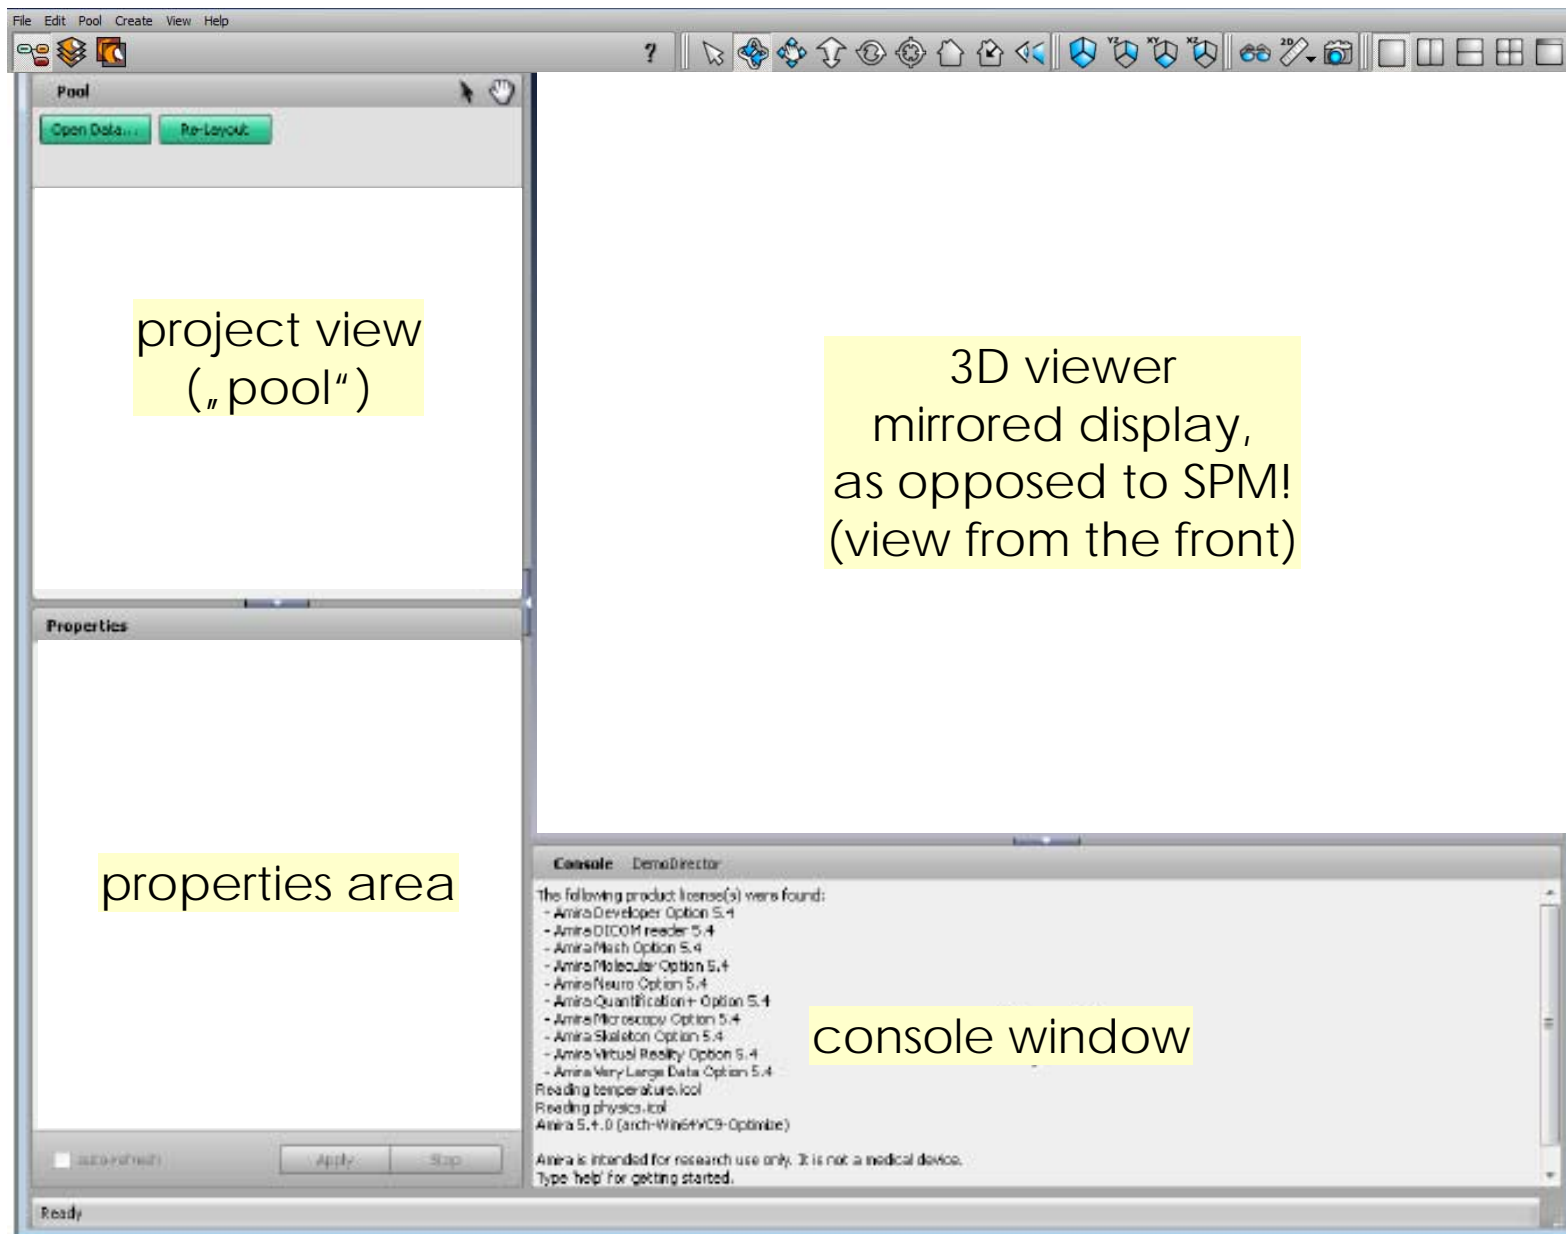 File Edit Pool Create View Help
?
YZ XY XZ 2D
Pool
Open Data... Re-Layout
project view
(„pool“)
3D viewer
mirrored display,
as opposed to SPM!
(view from the front)
Properties
properties area
Console DemoDirector
The following product license(s) were found:
- Amira Developer Option 5.4
- Amira DICOM reader 5.4
- Amira Mesh Option 5.4
- Amira Molecular Option 5.4
- Amira Neuro Option 5.4
- Amira Quantification+ Option 5.4
- Amira Microscopy Option 5.4
- Amira Skeleton Option 5.4
- Amira Virtual Reality Option 5.4
- Amira Very Large Data Option 5.4
Reading temperature.icol
Reading physics.icol
Amira 5.4.0 (arch-Win64VC9-Optimize)
console window
Amira is intended for research use only. It is not a medical device.
Type 'help' for getting started.
auto-refresh Apply Stop
Ready